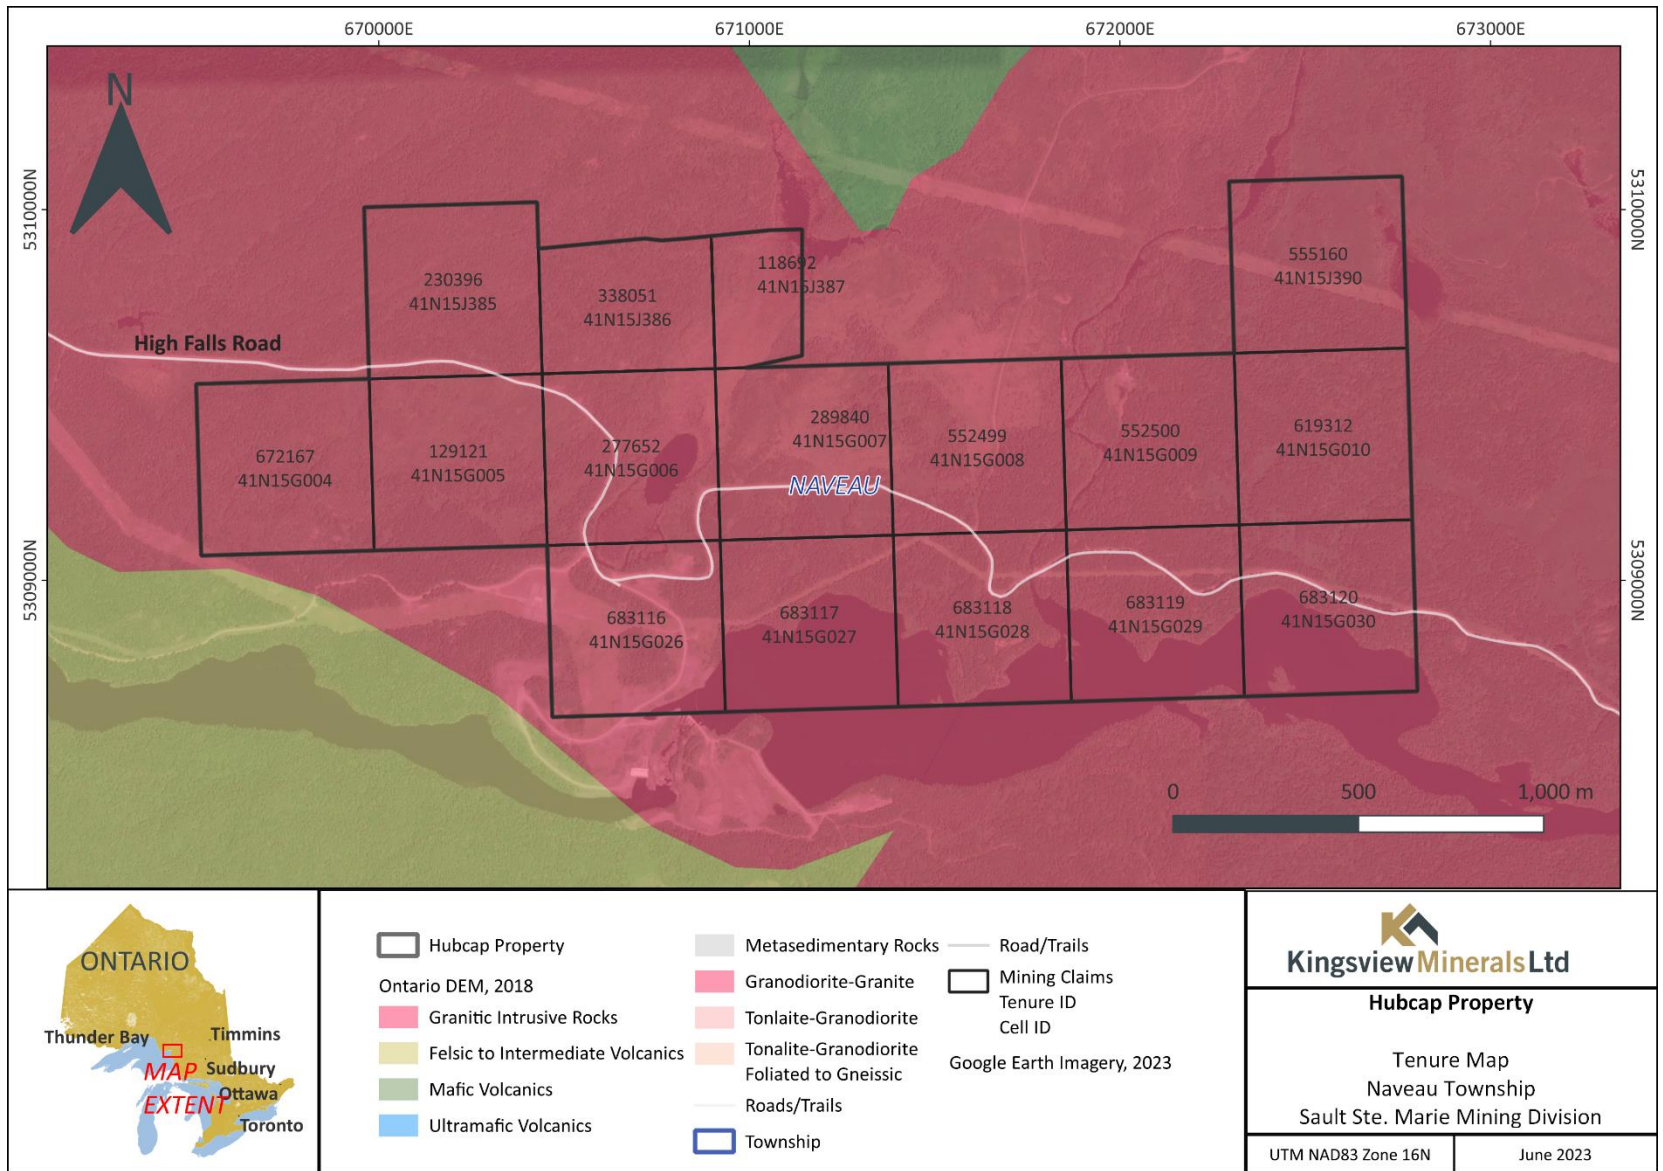 670000E
671000E
672000E
673000E
N
5310000N
5310000N
230396
41N15J385
338051
41N15J386
118692
41N15J387
555160
41N15J390
High Falls Road
672167
41N15G004
129121
41N15G005
277652
41N15G006
289840
41N15G007
552499
41N15G008
552500
41N15G009
619312
41N15G010
NAVEAU
5309000N
5309000N
683116
41N15G026
683117
41N15G027
683118
41N15G028
683119
41N15G029
683120
41N15G030
0 500 1,000 m
ONTARIO
Thunder Bay
Timmins
MAP
EXTENT
Sudbury
Ottawa
Toronto
Hubcap Property
Ontario DEM, 2018
Granitic Intrusive Rocks
Felsic to Intermediate Volcanics
Mafic Volcanics
Ultramafic Volcanics
Metasedimentary Rocks
Granodiorite-Granite
Tonlaite-Granodiorite
Tonalite-Granodiorite
Foliated to Gneissic
Roads/Trails
Township
Road/Trails
Mining Claims
Tenure ID
Cell ID
Google Earth Imagery, 2023
Kingsview Minerals Ltd
Hubcap Property
Tenure Map
Naveau Township
Sault Ste. Marie Mining Division
UTM NAD83 Zone 16N
June 2023